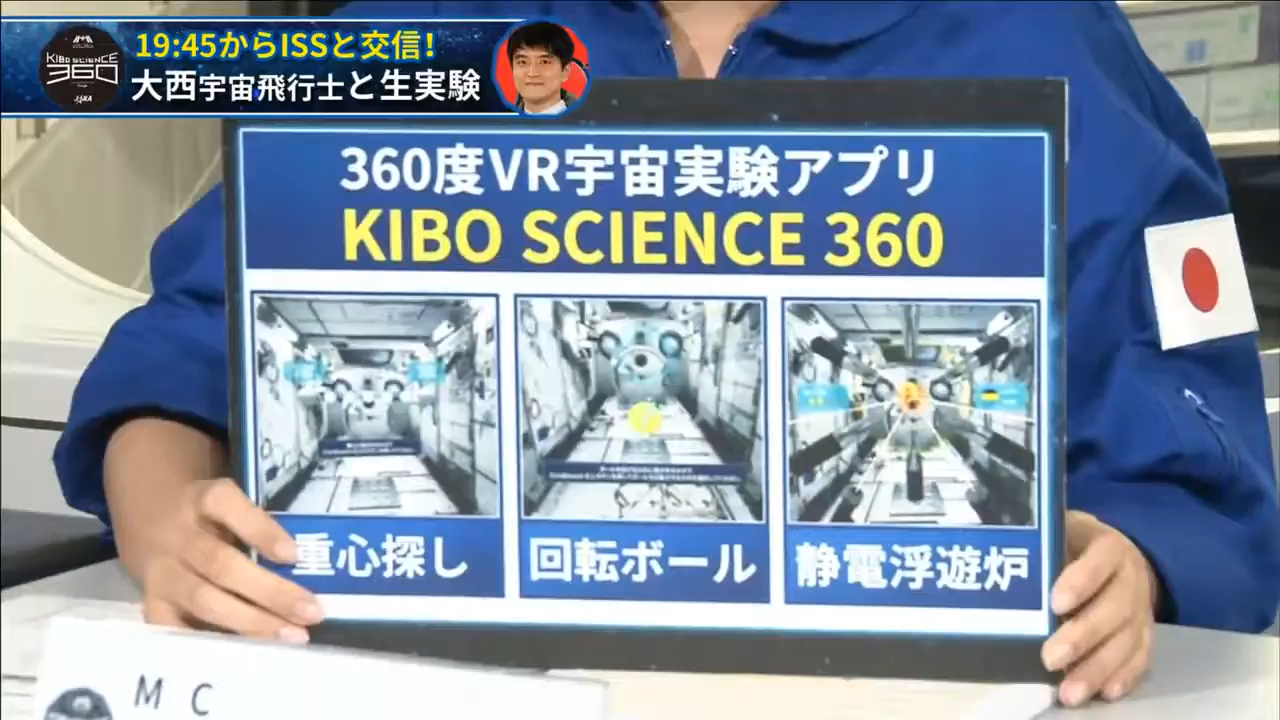 KIBO SCIENCE
360
JAXA
19:45からISSと交信!
大西宇宙飛行士と生実験
360度VR宇宙実験アプリ
KIBO SCIENCE 360
重心探し
回転ボール
静電浮遊炉
M C